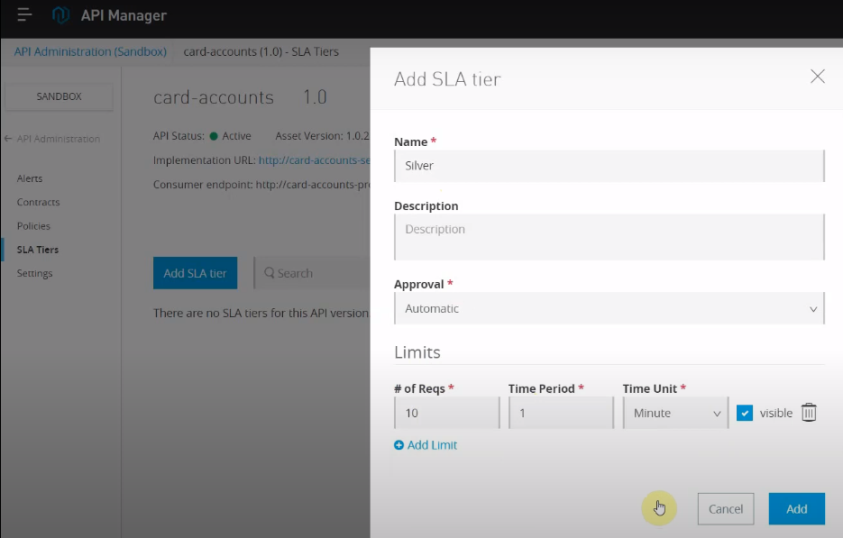 API Manager
API Administration (Sandbox) card-accounts (1.0) - SLA Tiers
SANDBOX
API Administration
Alerts
Contracts
Policies
SLA Tiers
Settings
card-accounts 1.0
API Status: Active Asset Version: 1.0.2
Implementation URL: http://card-accounts-se
Consumer endpoint: http://card-accounts-pr
Add SLA tier Search
There are no SLA tiers for this API version
Add SLA tier
Name *
Silver
Description
Description
Approval *
Automatic
Limits
# of Reqs * Time Period * Time Unit *
10 1 Minute visible
Add Limit
Cancel Add